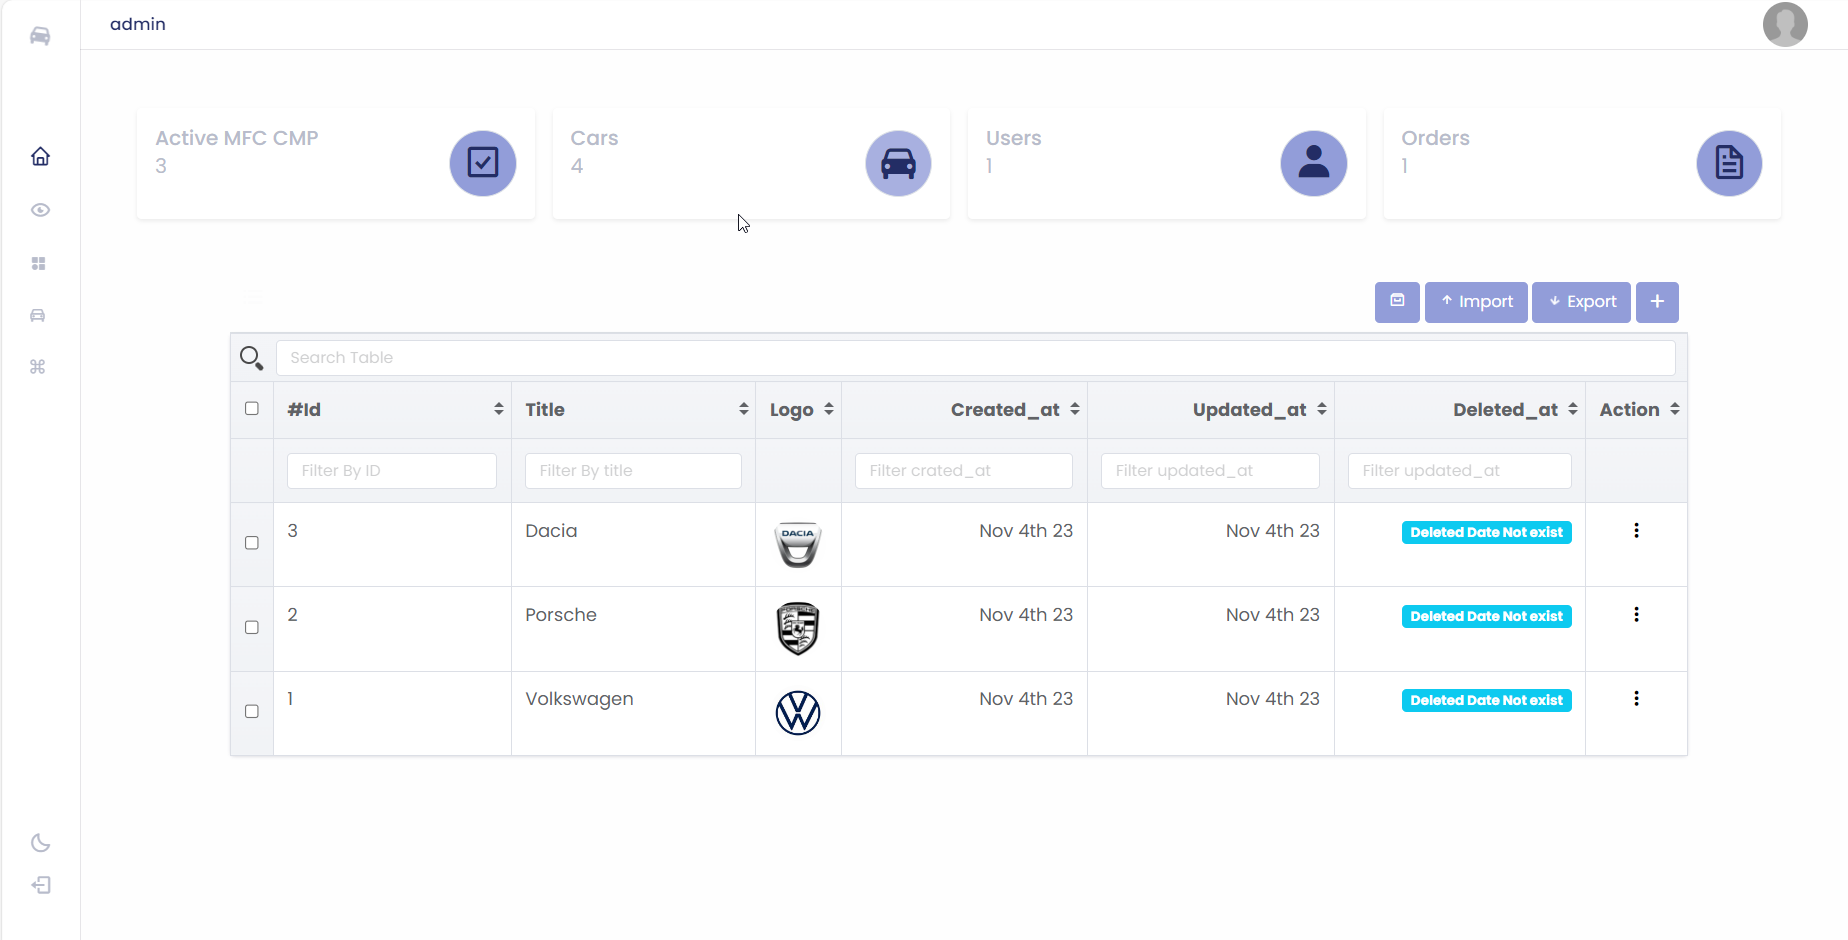 admin
Active MFC CMP
3
Cars
4
Users
1
Orders
1
Import
Export
Search Table
#Id Title Logo Created_at Updated_at Deleted_at Action
Filter By ID Filter By title Filter crated_at Filter updated_at Filter updated_at
3 Dacia DACIA Nov 4th 23 Nov 4th 23 Deleted Date Not exist
2 Porsche Nov 4th 23 Nov 4th 23 Deleted Date Not exist
1 Volkswagen Nov 4th 23 Nov 4th 23 Deleted Date Not exist